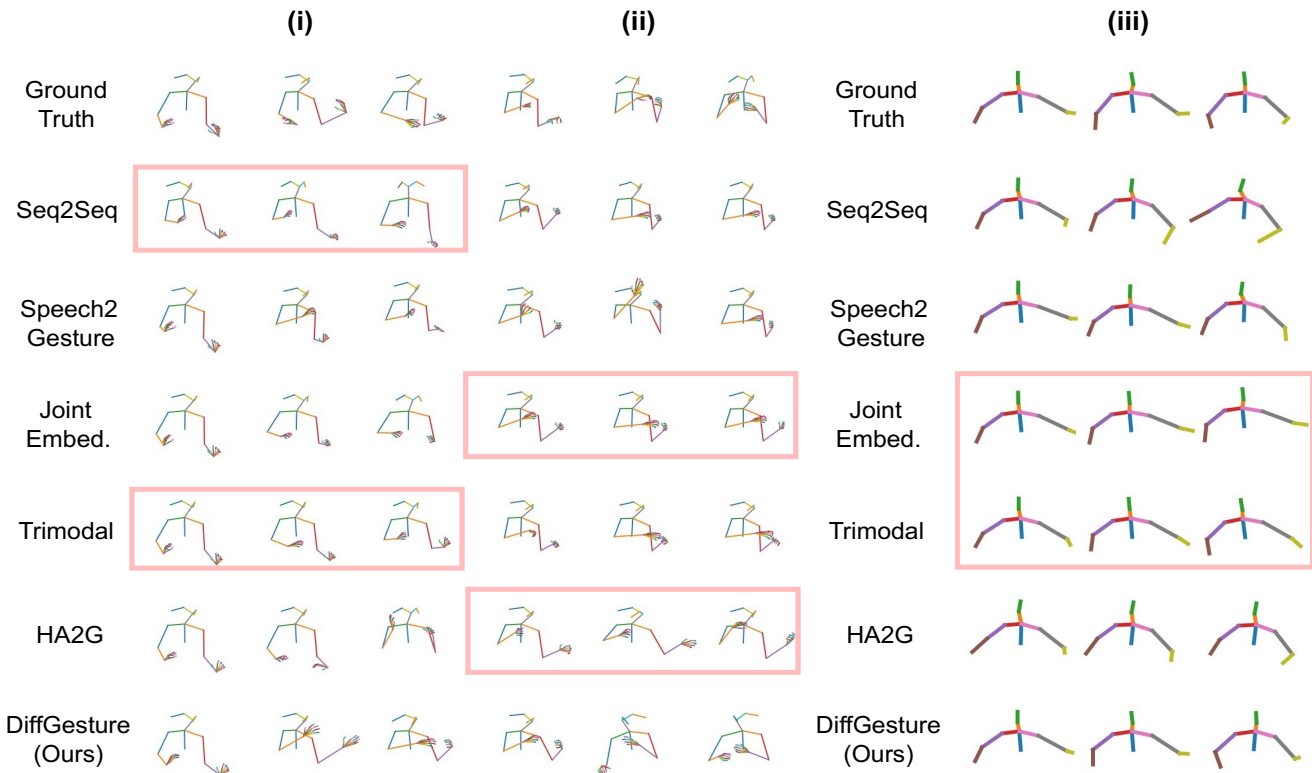 (i) (ii) (iii)
Ground
Truth
Ground
Truth
Seq2Seq
Seq2Seq
Speech2
Gesture
Speech2
Gesture
Joint
Embed.
Joint
Embed.
Trimodal
Trimodal
HA2G
HA2G
DiffGesture
(Ours)
DiffGesture
(Ours)